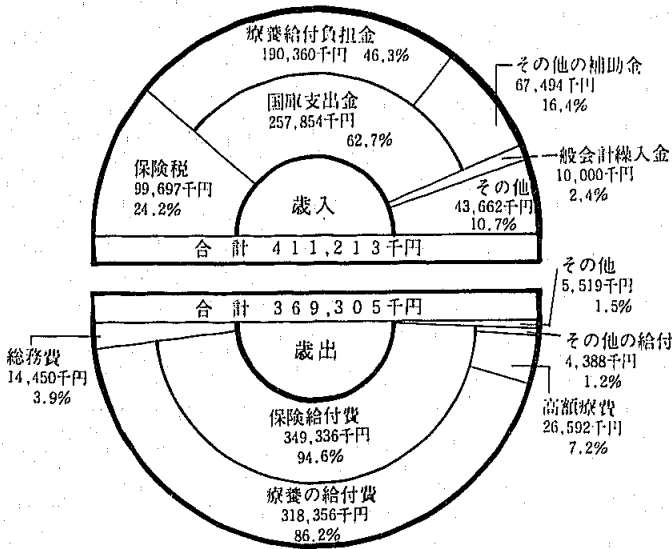 療養給付負担金
190,360千円 46.3%
その他の補助金
67,494千円
16.4%
国庫支出金
257,854千円
62.7%
一般会計繰入金
10,000千円
2.4%
保険税
99,697千円
24.2%
その他
43,662千円
10.7%
歳入
合計 411,213千円
合計 369,305千円
歳出
その他
5,519千円
1.5%
その他の給付
4,388千円
1.2%
総務費
14,450千円
3.9%
高額療費
26,592千円
7.2%
保険給付費
349,336千円
94.6%
療養の給付費
318,356千円
86.2%